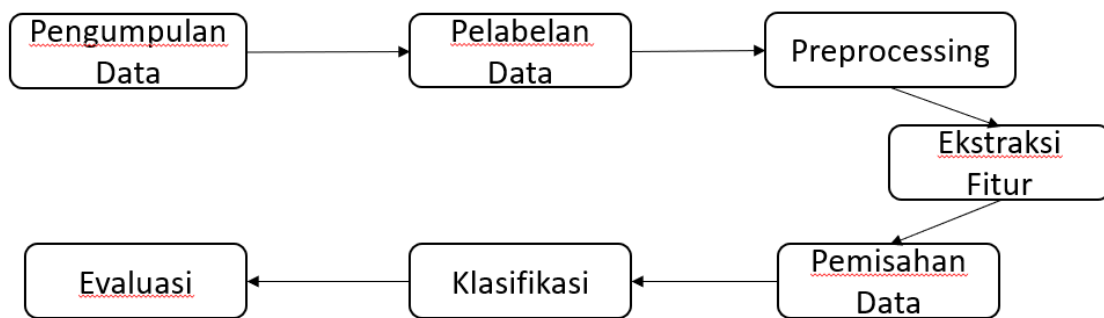 Pengumpulan
Data
Pelabelan
Data
Preprocessing
Ekstraksi
Fitur
Pemisahan
Data
Klasifikasi
Evaluasi